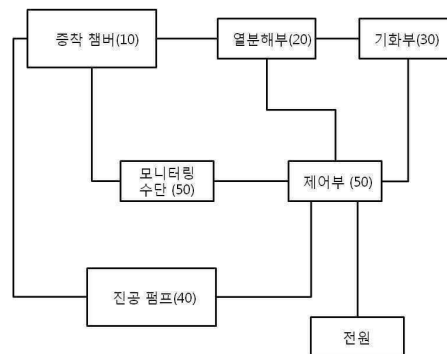 증착 챔버(10)
열분해부(20)
기화부(30)
모니터링
수단 (50)
제어부 (50)
진공 펌프(40)
전원